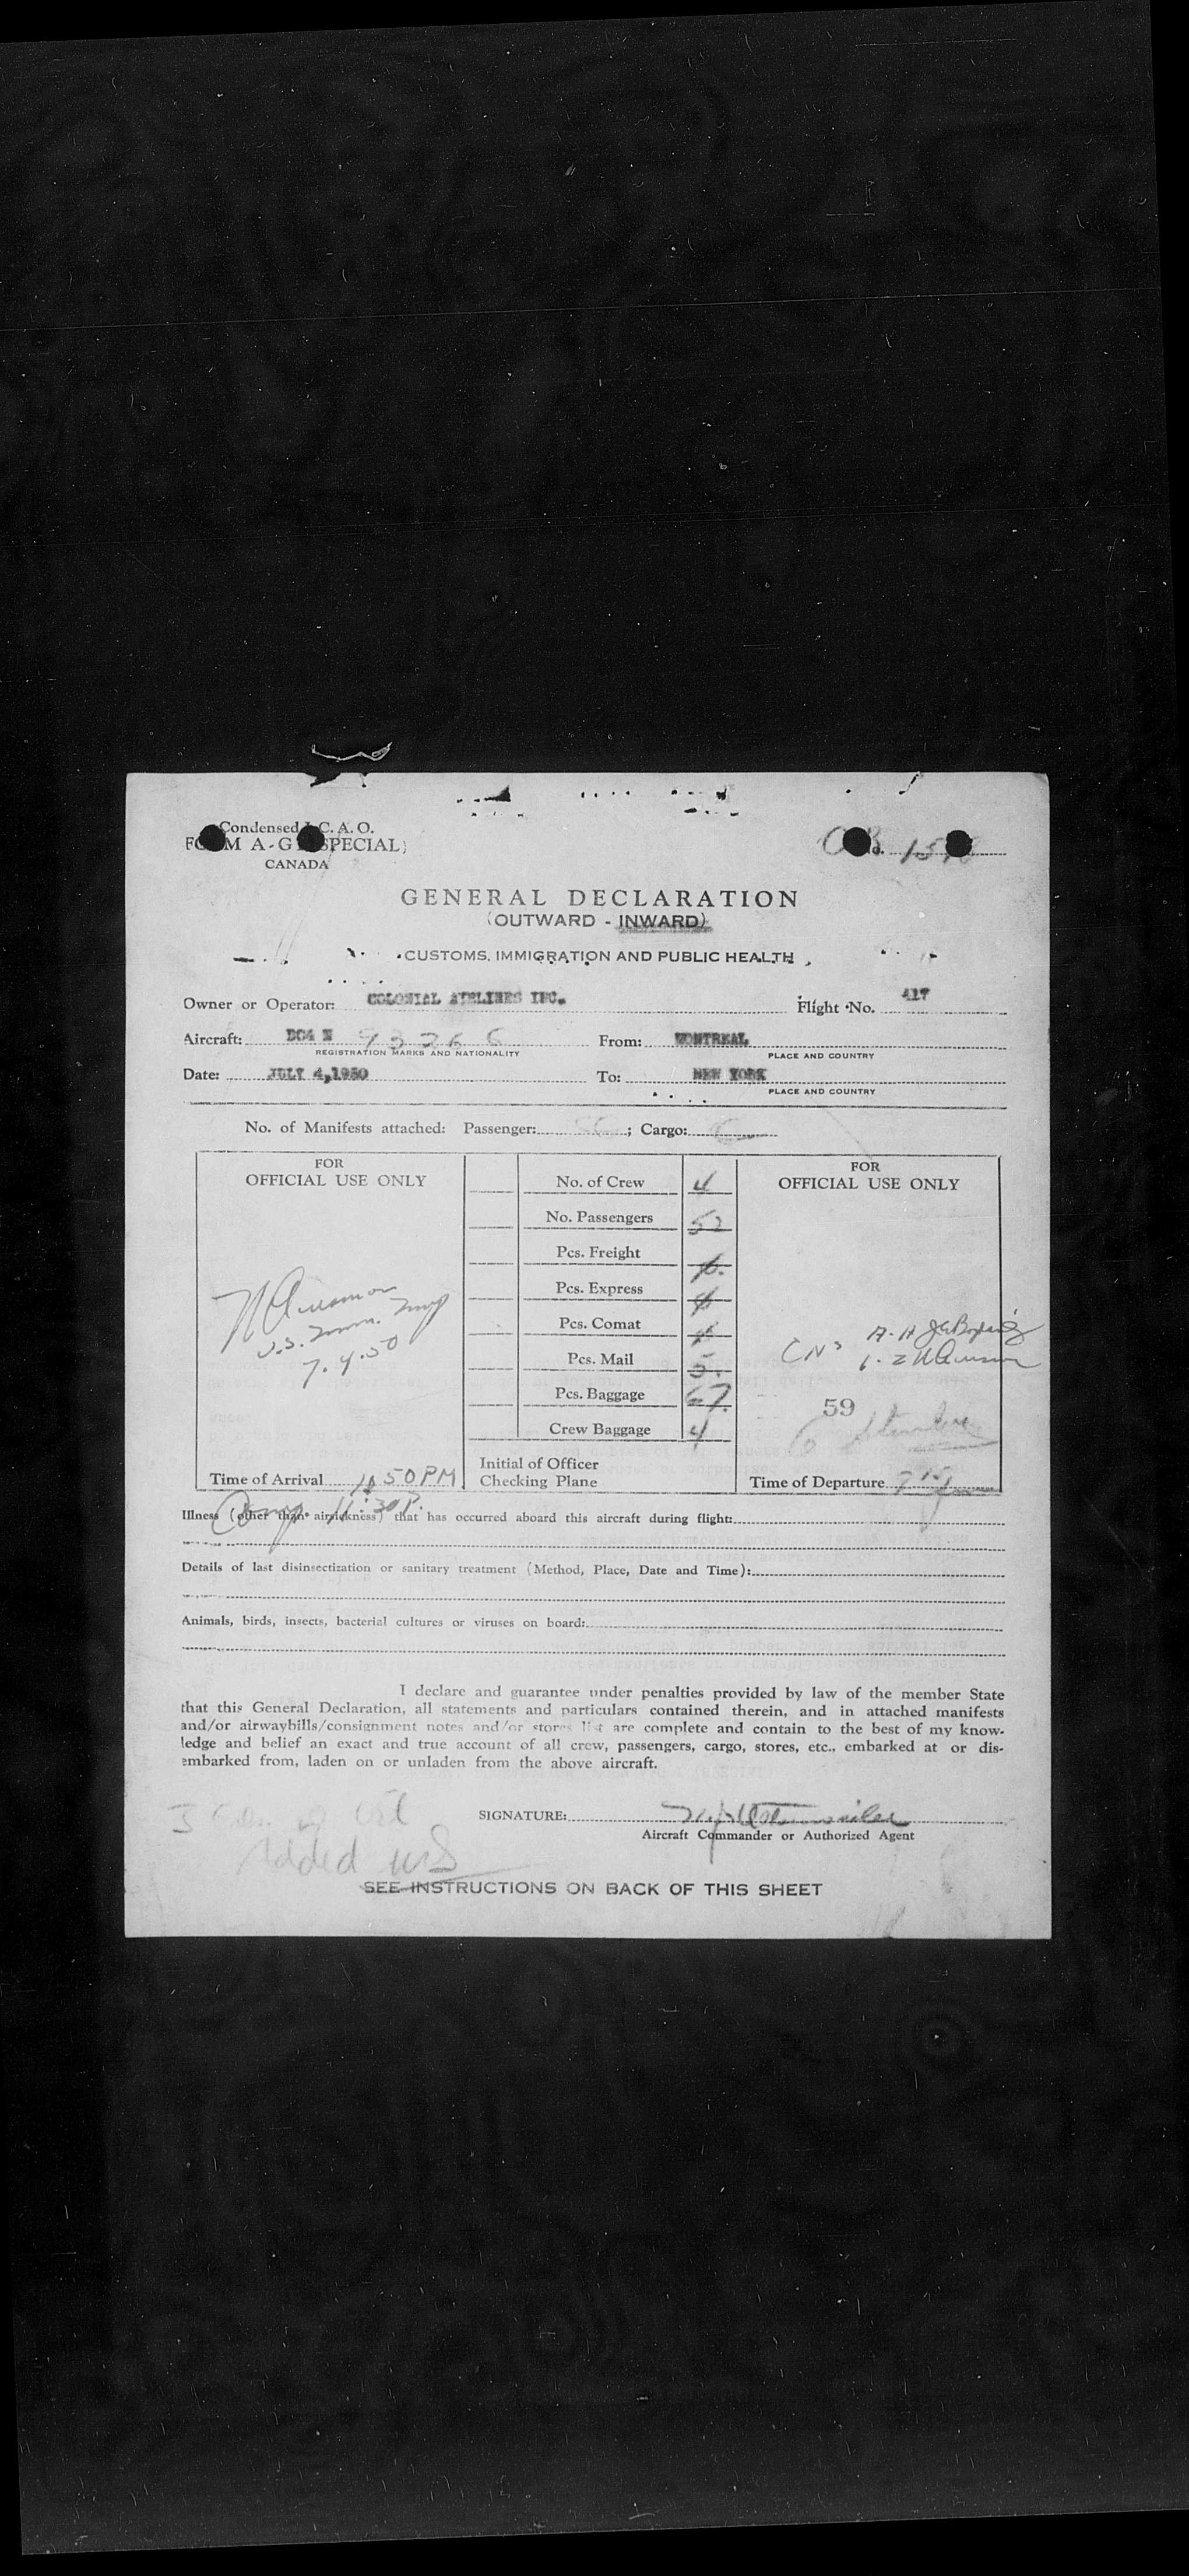 Condensed I.C.A.O.
FORM A-G (SPECIAL)
CANADA
GENERAL DECLARATION
(OUTWARD - INWARD)
CUSTOMS, IMMIGRATION AND PUBLIC HEALTH
Owner or Operator: COLONIAL AIRLINES INC. Flight No. 417
Aircraft: DC4 N 93266 From: MONTREAL
REGISTRATION MARKS AND NATIONALITY PLACE AND COUNTRY
Date: JULY 4,1950 To: NEW YORK
PLACE AND COUNTRY
No. of Manifests attached: Passenger: ; Cargo:
FOR
OFFICIAL USE ONLY
U.S. Imm. Insp
7.4.50
Time of Arrival 10 50 PM
No. of Crew 4
No. Passengers 52
Pcs. Freight
Pcs. Express
Pcs. Comat
Pcs. Mail 5.
Pcs. Baggage 67.
Crew Baggage 4
Initial of Officer
Checking Plane
FOR
OFFICIAL USE ONLY
59
Time of Departure
11:30 P.
Illness (other than airsickness) that has occurred aboard this aircraft during flight:
Details of last disinsectization or sanitary treatment (Method, Place, Date and Time):
Animals, birds, insects, bacterial cultures or viruses on board:
I declare and guarantee under penalties provided by law of the member State
that this General Declaration, all statements and particulars contained therein, and in attached manifests
and/or airwaybills/consignment notes and/or stores list are complete and contain to the best of my know-
ledge and belief an exact and true account of all crew, passengers, cargo, stores, etc., embarked at or dis-
embarked from, laden on or unladen from the above aircraft.
SIGNATURE:
Aircraft Commander or Authorized Agent
Added
SEE INSTRUCTIONS ON BACK OF THIS SHEET